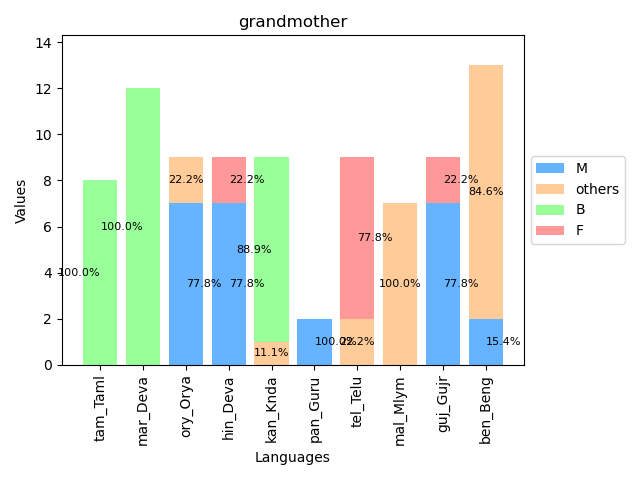 grandmother
14
12
10
8
6
4
2
0
Values
100.0%
100.0%
22.2%
77.8%
22.2%
77.8%
88.9%
11.1%
100.0%
77.8%
22.2%
100.0%
22.2%
77.8%
84.6%
15.4%
tam_Taml
mar_Deva
ory_Orya
hin_Deva
kan_Knda
pan_Guru
tel_Telu
mal_Mlym
guj_Gujr
ben_Beng
Languages
M
others
B
F